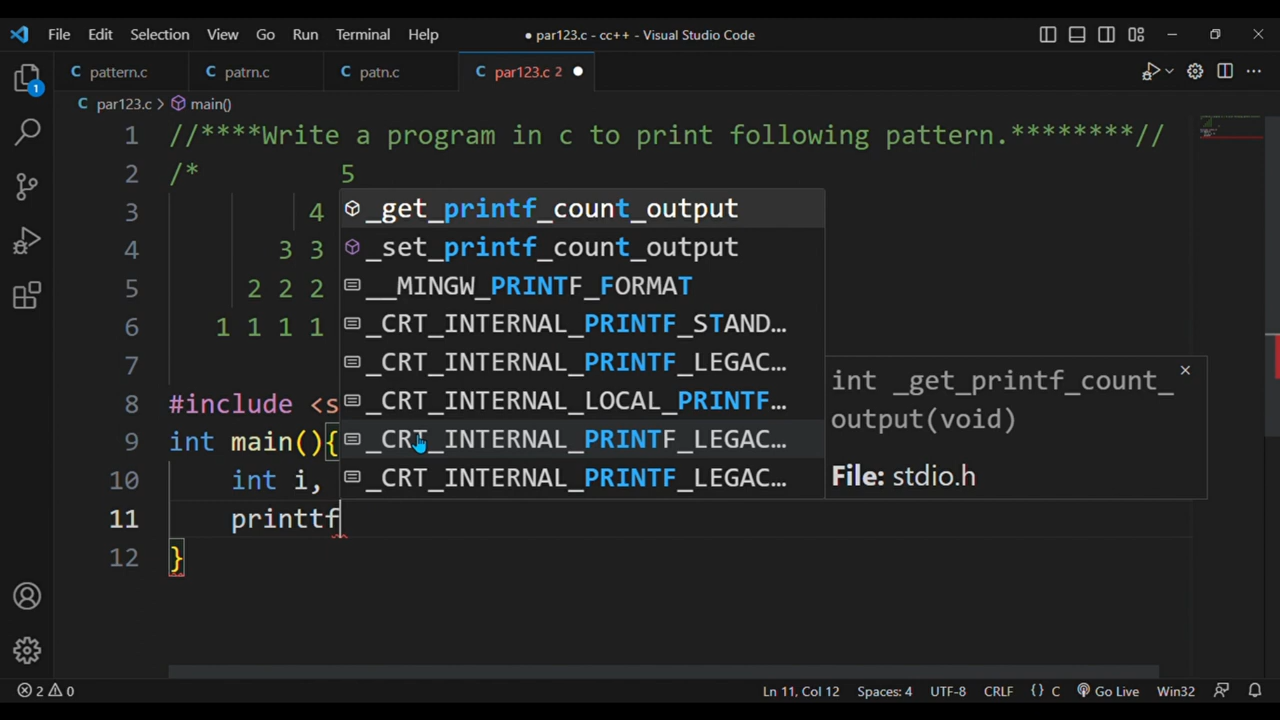 File Edit Selection View Go Run Terminal Help
● par123.c - cc++ - Visual Studio Code
C pattern.c C patrn.c C patn.c C par123.c 2 ●
1
C par123.c > main()
1 //****Write a program in c to print following pattern.********//
2 /* 5
3 4
4 3 3
5 2 2 2
6 1 1 1 1
7
8 #include <s
9 int main(){
10 int i,
11 printtf
12 }
_get_printf_count_output
_set_printf_count_output
__MINGW_PRINTF_FORMAT
_CRT_INTERNAL_PRINTF_STAND…
_CRT_INTERNAL_PRINTF_LEGAC…
_CRT_INTERNAL_LOCAL_PRINTF…
_CRT_INTERNAL_PRINTF_LEGAC…
_CRT_INTERNAL_PRINTF_LEGAC…
int _get_printf_count_
output(void)
File: stdio.h
2 0 Ln 11, Col 12 Spaces: 4 UTF-8 CRLF {} C Go Live Win32